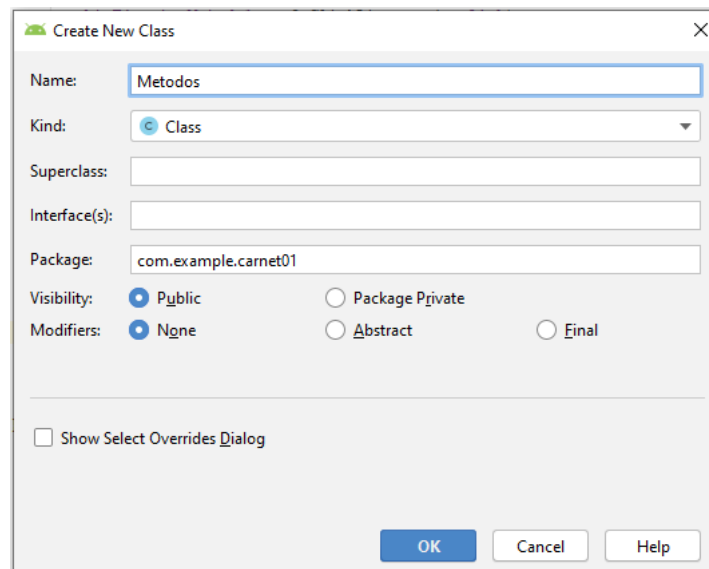 Create New Class
Name: Metodos
Kind: C Class
Superclass:
Interface(s):
Package: com.example.carnet01
Visibility: Public Package Private
Modifiers: None Abstract Final
Show Select Overrides Dialog
OK Cancel Help